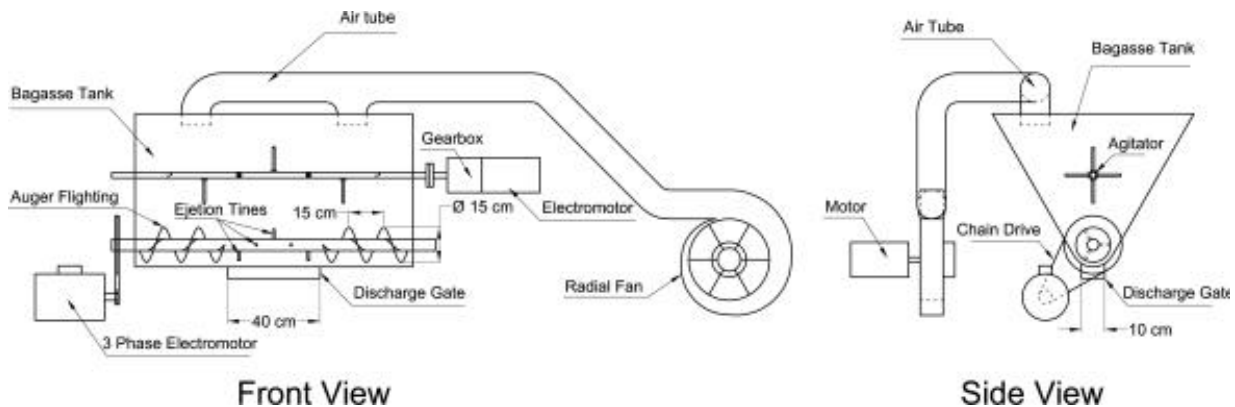 Air tube
Bagasse Tank
Gearbox
Auger Flighting
Ejetion Tines
15 cm
Ø 15 cm
Electromotor
Radial Fan
Discharge Gate
40 cm
3 Phase Electromotor
Front View
Air Tube
Bagasse Tank
Agitator
Motor
Chain Drive
Discharge Gate
10 cm
Side View